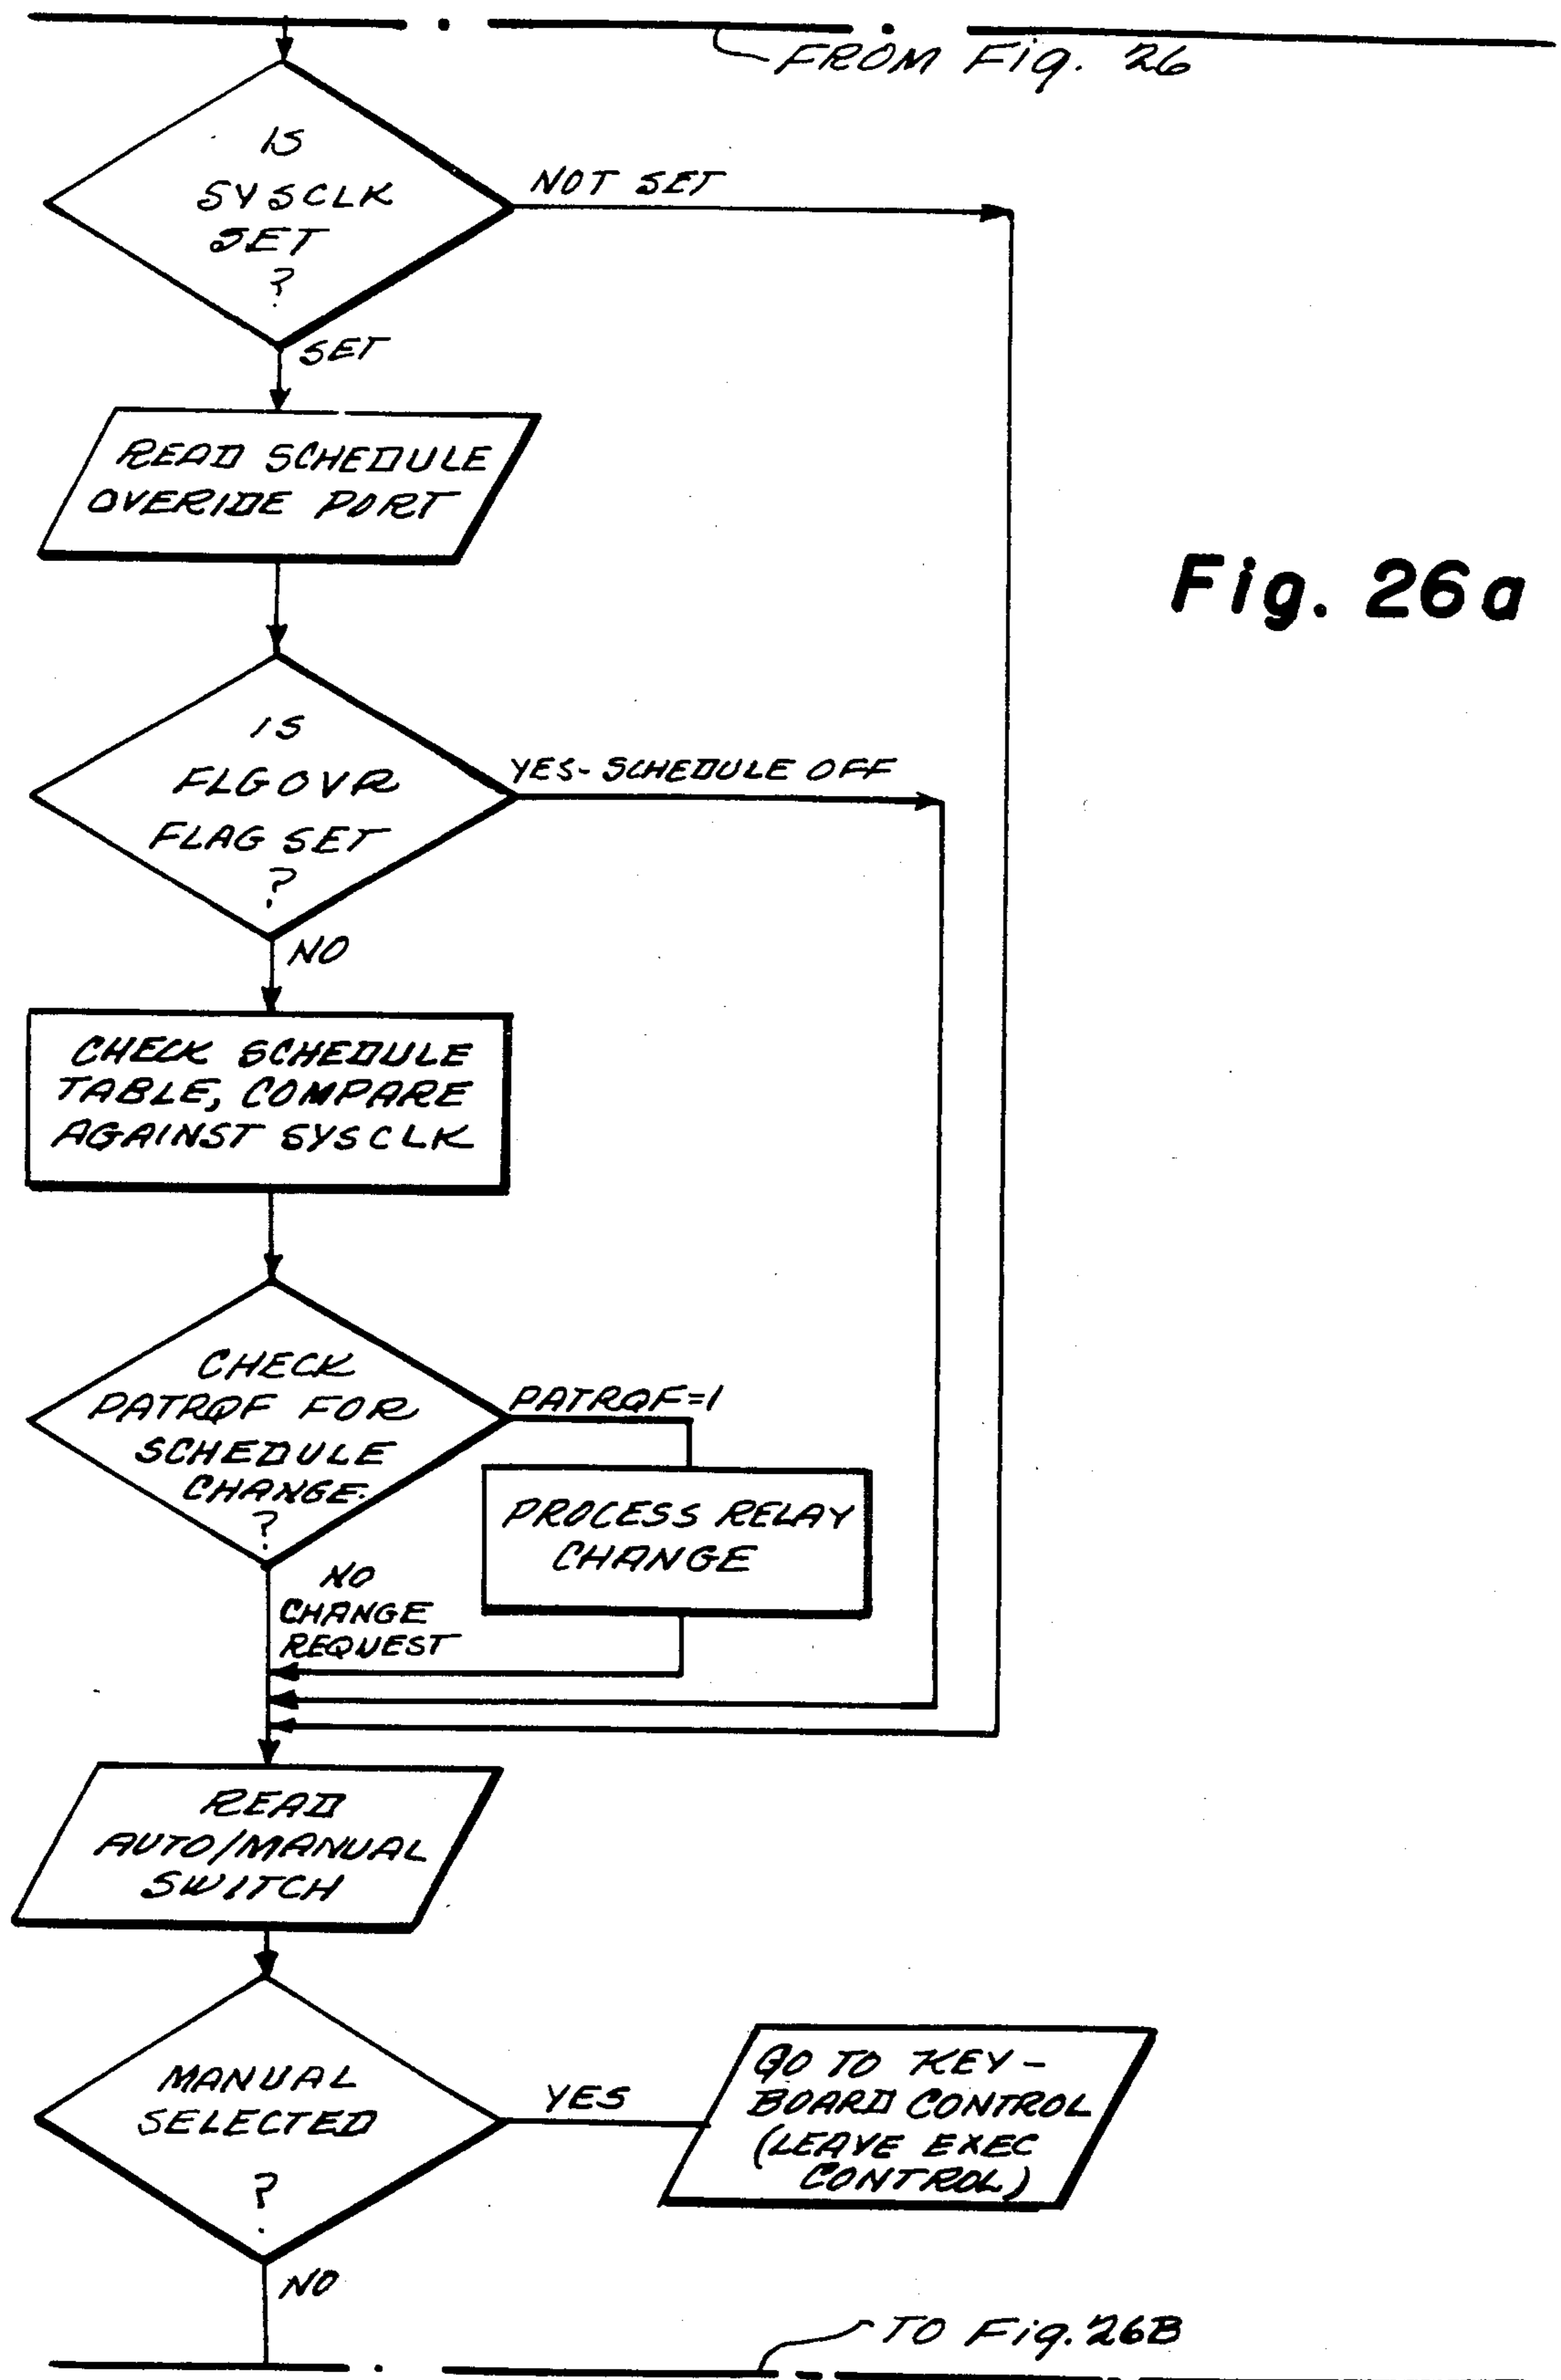 FROM Fig. 26
IS
SYSCLK
SET
?
NOT SET
SET
READ SCHEDULE
OVERIDE PORT
Fig. 26a
IS
FLGOVR
FLAG SET
?
YES-SCHEDULE OFF
NO
CHECK SCHEDULE
TABLE, COMPARE
AGAINST SYSCLK
CHECK
PATRQF FOR
SCHEDULE
CHANGE
?
PATRQF=1
PROCESS RELAY
CHANGE
NO
CHANGE
REQUEST
READ
AUTO/MANUAL
SWITCH
MANUAL
SELECTED
?
YES
GO TO KEY-
BOARD CONTROL
(LEAVE EXEC
CONTROL)
NO
TO Fig. 26B